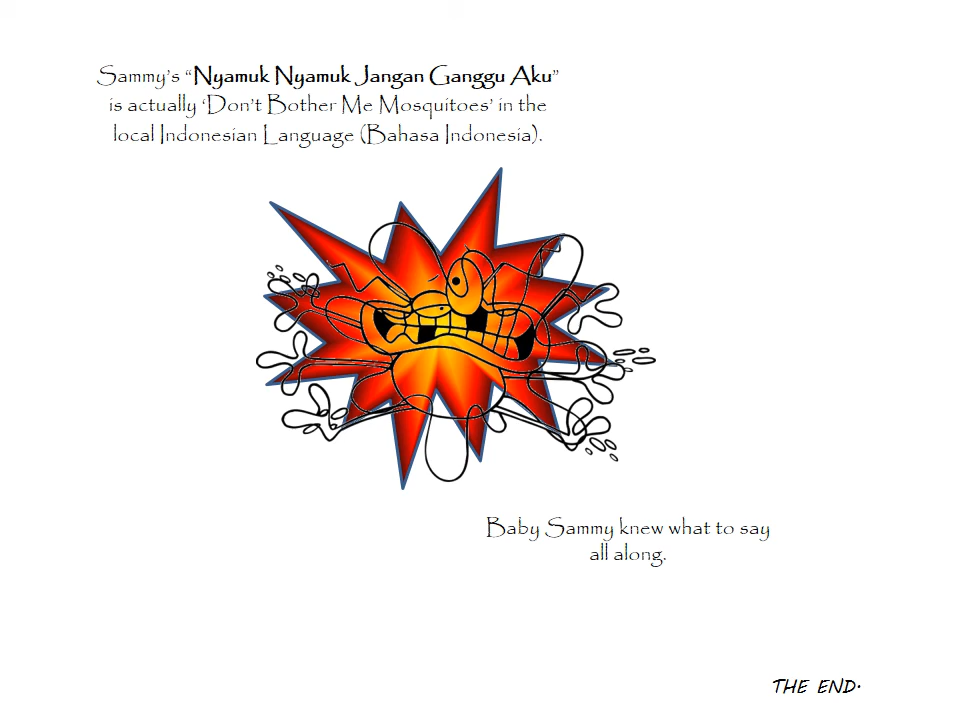 Sammy's “Nyamuk Nyamuk Jangan Ganggu Aku”
is actually ‘Don't Bother Me Mosquitoes’ in the
local Indonesian Language (Bahasa Indonesia).
Baby Sammy knew what to say
all along.
THE END.